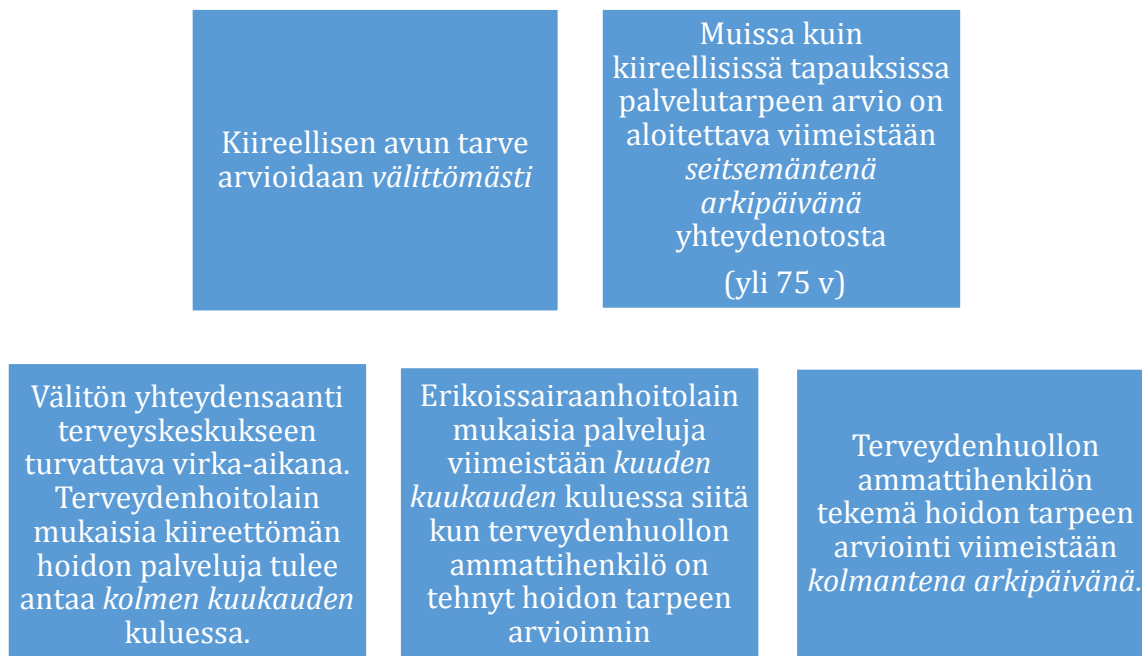 Kiireellisen avun tarve
arvioidaan välittömästi
Muissa kuin
kiireellisissä tapauksissa
palvelutarpeen arvio on
aloitettava viimeistään
seitsemäntenä
arkipäivänä
yhteydenotosta
(yli 75 v)
Välitön yhteydensaanti
terveyskeskukseen
turvattava virka-aikana.
Terveydenhoitolain
mukaisia kiireettömän
hoidon palveluja tulee
antaa kolmen kuukauden
kuluessa.
Erikoissairaanhoitolain
mukaisia palveluja
viimeistään kuuden
kuukauden kuluessa siitä
kun terveydenhuollon
ammattihenkilö on
tehnyt hoidon tarpeen
arvioinnin
Terveydenhuollon
ammattihenkilön
tekemä hoidon tarpeen
arviointi viimeistään
kolmantena arkipäivänä.